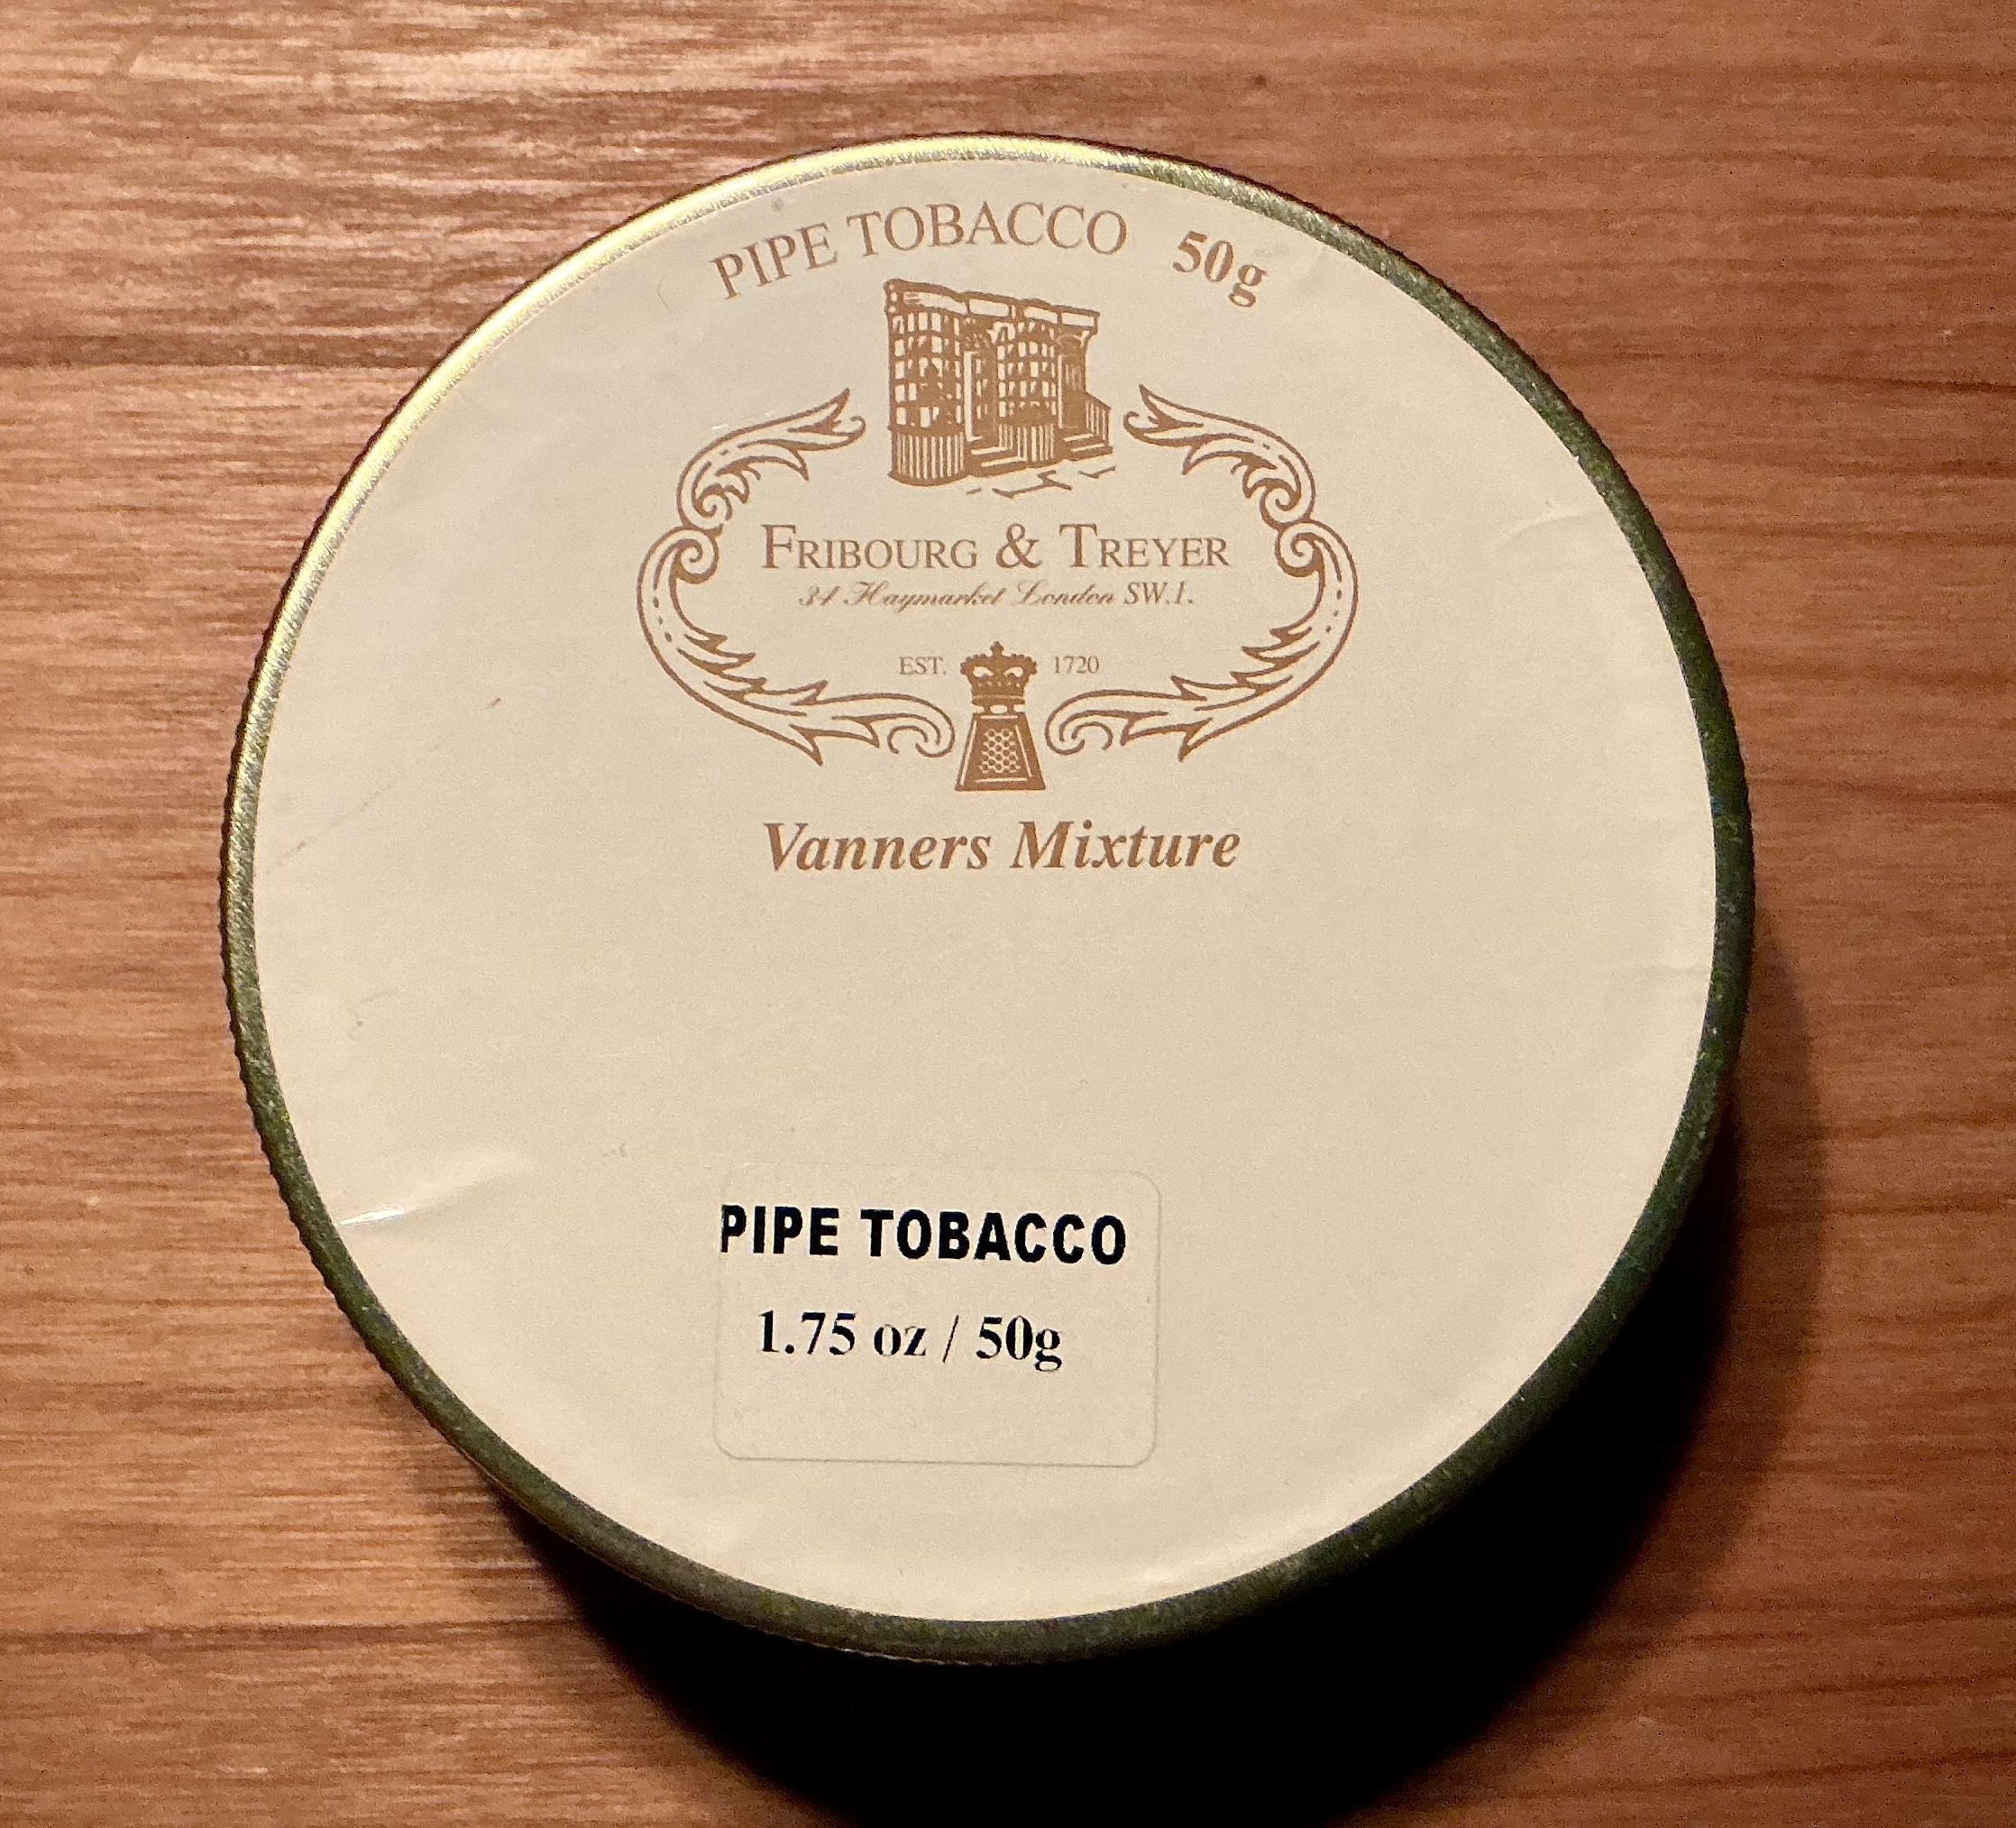 PIPE TOBACCO 50g
FRIBOURG & TREYER
34 Haymarket London SW.1.
EST. 1720
Vanners Mixture
PIPE TOBACCO
1.75 oz / 50g